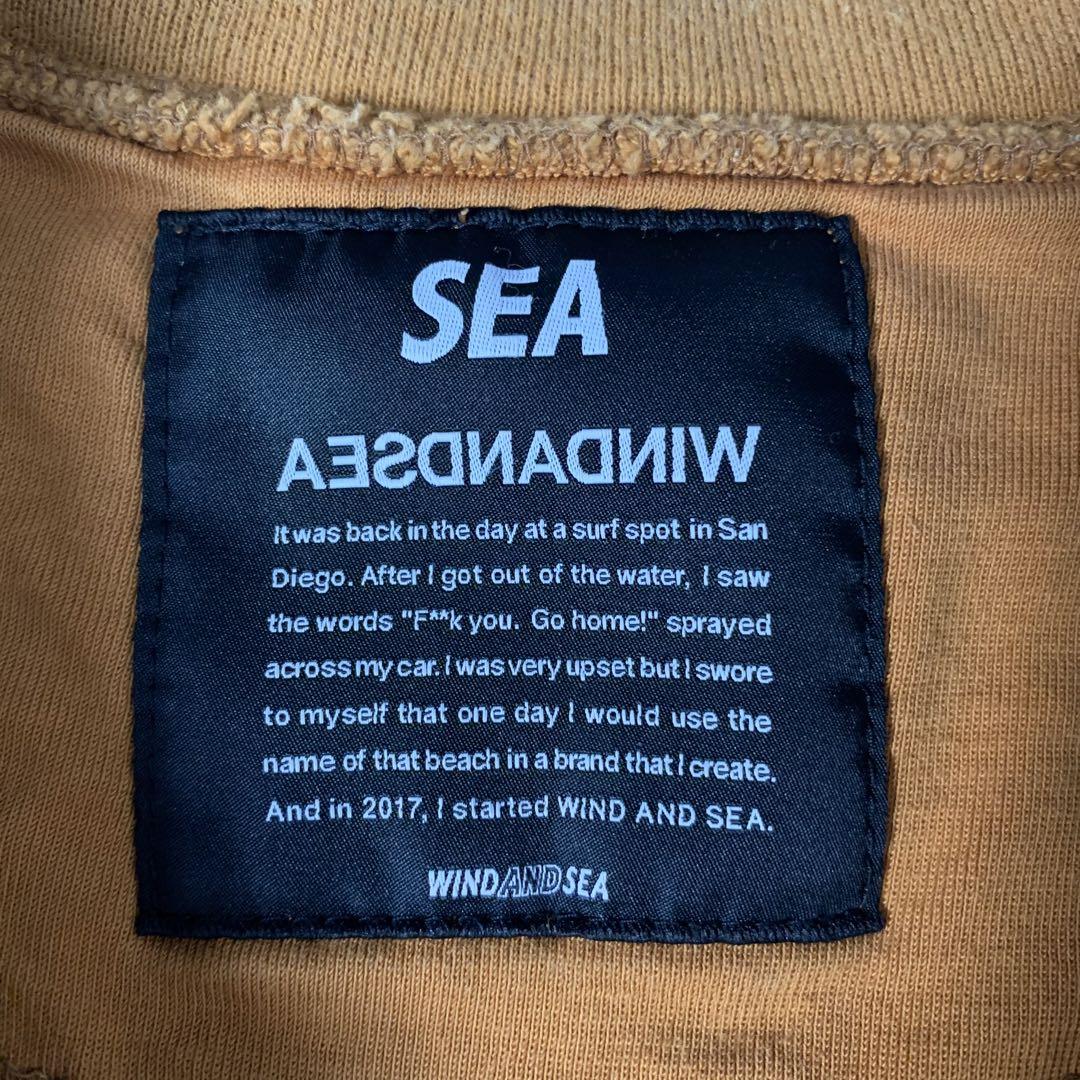 SEA
WINDANDSEA
It was back in the day at a surf spot in San
Diego. After I got out of the water, I saw
the words "F**k you. Go home!" sprayed
across my car. I was very upset but I swore
to myself that one day I would use the
name of that beach in a brand that I create.
And in 2017, I started WIND AND SEA.
WINDANDSEA